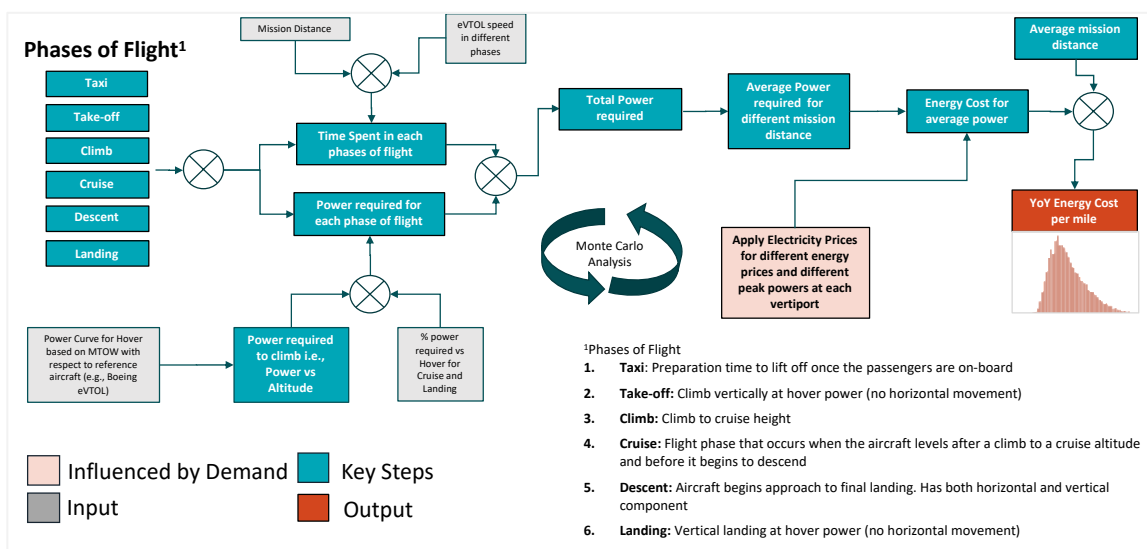 Phases of Flight1
Taxi
Take-off
Climb
Cruise
Descent
Landing
Mission Distance
eVTOL speed
in different
phases
Time Spent in each
phases of flight
Power required for
each phase of flight
Power Curve for Hover
based on MTOW with
respect to reference
aircraft (e.g., Boeing
eVTOL)
Power required
to climb i.e.,
Power vs
Altitude
% power
required vs
Hover for
Cruise and
Landing
Total Power
required
Average Power
required for
different mission
distance
Energy Cost for
average power
Average mission
distance
YoY Energy Cost
per mile
Monte Carlo
Analysis
Apply Electricity Prices
for different energy
prices and different
peak powers at each
vertiport
Influenced by Demand
Key Steps
Input
Output
1Phases of Flight
1. Taxi: Preparation time to lift off once the passengers are on-board
2. Take-off: Climb vertically at hover power (no horizontal movement)
3. Climb: Climb to cruise height
4. Cruise: Flight phase that occurs when the aircraft levels after a climb to a cruise altitude
and before it begins to descend
5. Descent: Aircraft begins approach to final landing. Has both horizontal and vertical
component
6. Landing: Vertical landing at hover power (no horizontal movement)